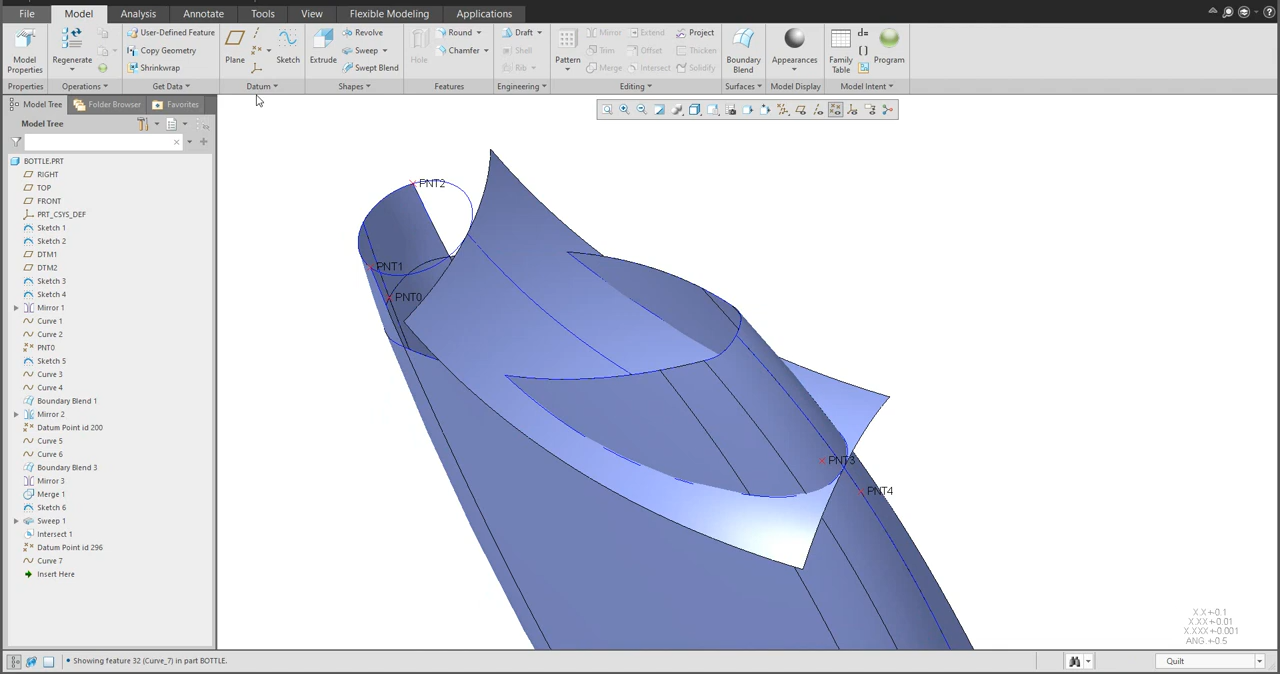 File Model Analysis Annotate Tools View Flexible Modeling Applications
Model Properties
Regenerate
User-Defined Feature
Copy Geometry
Shrinkwrap
Plane
Sketch
Extrude
Revolve
Sweep
Swept Blend
Hole
Round
Chamfer
Draft
Shell
Rib
Pattern
Mirror Extend Project
Trim Offset Thicken
Merge Intersect Solidify
Boundary Blend
Appearances
Family Table
d=
Program
Properties Operations Get Data Datum Shapes Features Engineering Editing Surfaces Model Display Model Intent
Model Tree Folder Browser Favorites
Model Tree
BOTTLE.PRT
RIGHT
TOP
FRONT
PRT_CSYS_DEF
Sketch 1
Sketch 2
DTM1
DTM2
Sketch 3
Sketch 4
Mirror 1
Curve 1
Curve 2
PNT0
Sketch 5
Curve 3
Curve 4
Boundary Blend 1
Mirror 2
Datum Point id 200
Curve 5
Curve 6
Boundary Blend 3
Mirror 3
Merge 1
Sketch 6
Sweep 1
Intersect 1
Datum Point id 296
Curve 7
Insert Here
PNT2
PNT1
PNT0
PNT3
PNT4
X.X+-0.1
X.XX+-0.01
X.XXX+-0.001
ANG.+-0.5
• Showing feature 32 (Curve_7) in part BOTTLE.
Quilt